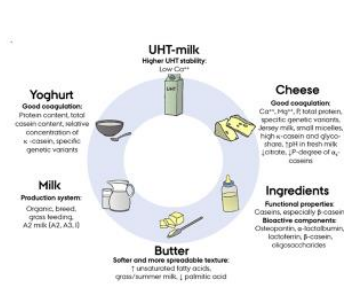 UHT-milk
Higher UHT stability:
Low Ca⁺⁺
UHT
Cheese
Good coagulation:
Ca⁺⁺, Mg⁺⁺, P, total protein,
specific genetic variants,
Jersey milk, small micelles,
high κ-casein and glyco-
share, ↑pH in fresh milk
↓citrate, ↓P-degree of αₛ-
caseins
Ingredients
Functional properties:
Caseins, especially β-casein
Bioactive components:
Osteopontin, α-lactalbumin,
lactoferrin, β-casein,
oligosaccharides
Butter
Softer and more spreadable texture:
↑ unsaturated fatty acids,
grass/summer milk, ↓ palmitic acid
Milk
Production system:
Organic, breed,
grass feeding,
A2 milk (A2, A3, I)
Yoghurt
Good coagulation:
Protein content, total
casein content, relative
concentration of
κ-casein, specific
genetic variants